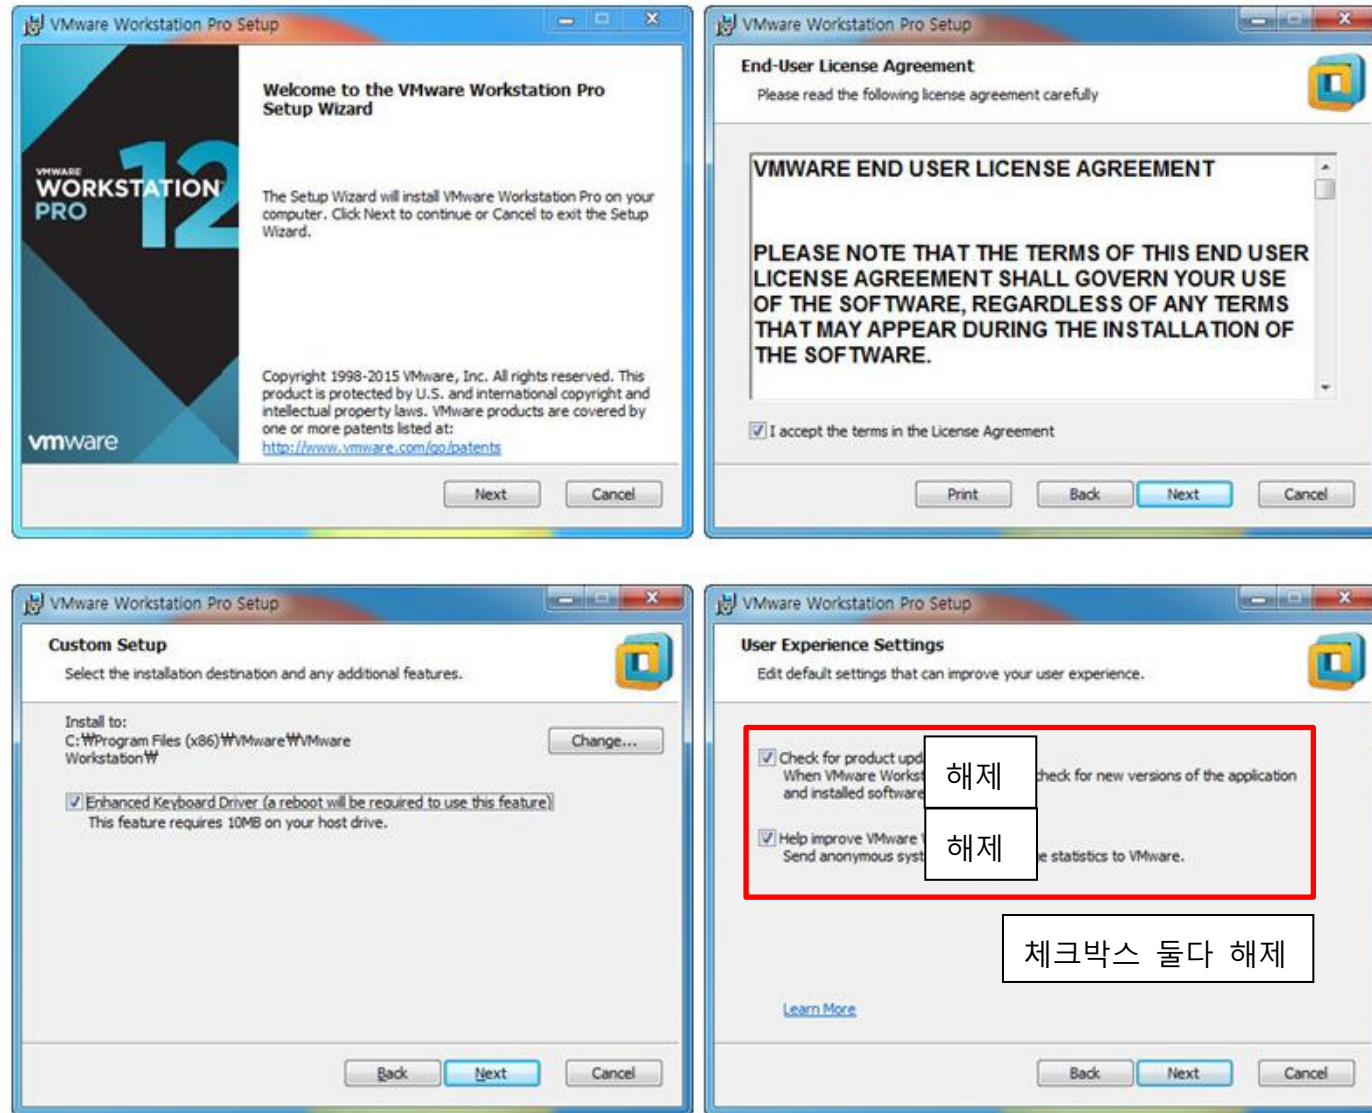 VMware Workstation Pro Setup
Welcome to the VMware Workstation Pro
Setup Wizard
VMWARE
WORKSTATION
PRO
12
The Setup Wizard will install VMware Workstation Pro on your
computer. Click Next to continue or Cancel to exit the Setup
Wizard.
Copyright 1998-2015 VMware, Inc. All rights reserved. This
product is protected by U.S. and international copyright and
intellectual property laws. VMware products are covered by
one or more patents listed at:
http://www.vmware.com/go/patents
vmware
Next
Cancel
VMware Workstation Pro Setup
End-User License Agreement
Please read the following license agreement carefully
VMWARE END USER LICENSE AGREEMENT
PLEASE NOTE THAT THE TERMS OF THIS END USER
LICENSE AGREEMENT SHALL GOVERN YOUR USE
OF THE SOFTWARE, REGARDLESS OF ANY TERMS
THAT MAY APPEAR DURING THE INSTALLATION OF
THE SOFTWARE.
I accept the terms in the License Agreement
Print
Back
Next
Cancel
VMware Workstation Pro Setup
Custom Setup
Select the installation destination and any additional features.
Install to:
C:₩Program Files (x86)₩VMware₩VMware
Workstation₩
Change...
Enhanced Keyboard Driver (a reboot will be required to use this feature)
This feature requires 10MB on your host drive.
Back
Next
Cancel
VMware Workstation Pro Setup
User Experience Settings
Edit default settings that can improve your user experience.
Check for product
When VMware 해제 check for new versions of the application
and installed software
Help improve VMware 해제
Send anonymous statistics to VMware.
체크박스 둘다 해제
Learn More
Back
Next
Cancel